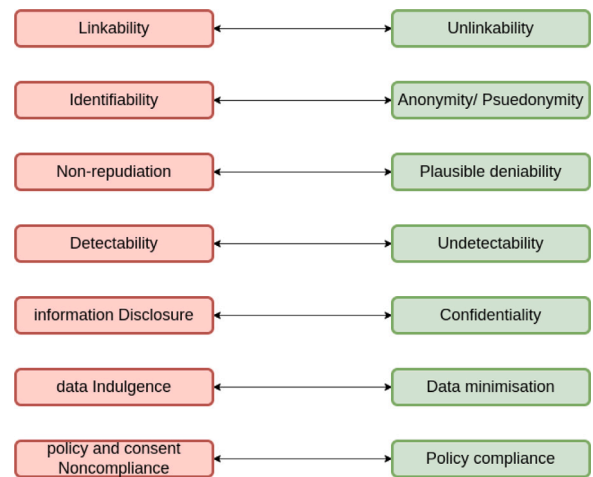 Linkability
Unlinkability
Identifiability
Anonymity/ Psuedonymity
Non-repudiation
Plausible deniability
Detectability
Undetectability
information Disclosure
Confidentiality
data Indulgence
Data minimisation
policy and consent
Noncompliance
Policy compliance